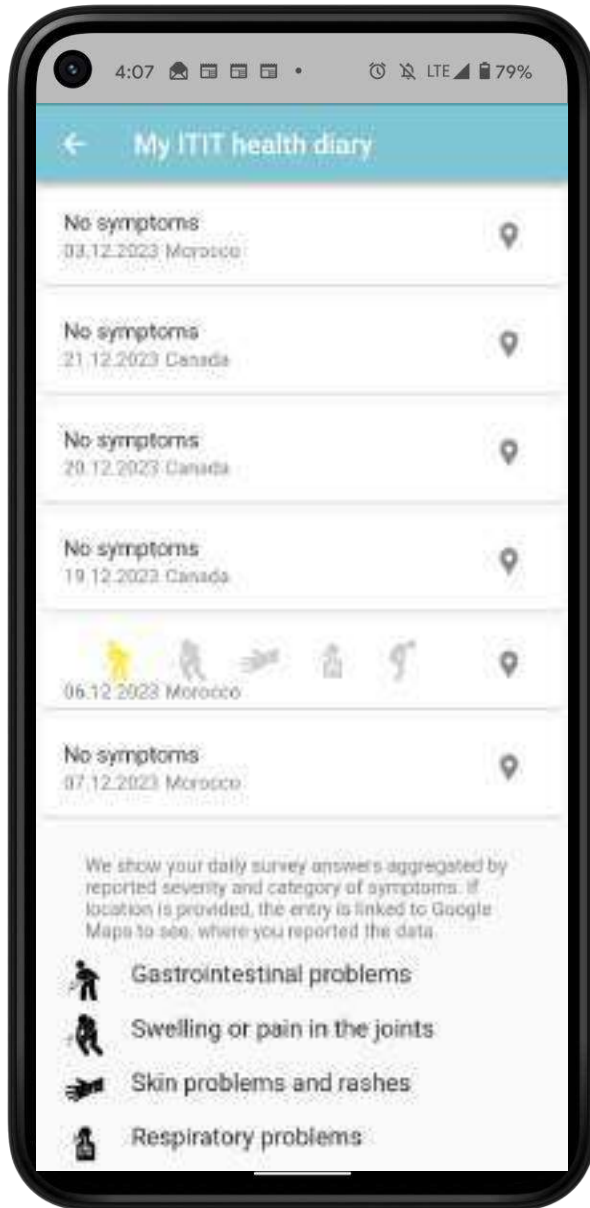 4:07
LTE 79%
My ITIT health diary
No symptoms
03.12.2023 Morocco
No symptoms
21.12.2023 Canada
No symptoms
20.12.2023 Canada
No symptoms
19.12.2023 Canada
06.12.2023 Morocco
No symptoms
07.12.2023 Morocco
We show your daily survey answers aggregated by
reported severity and category of symptoms. If
location is provided, the entry is linked to Google
Maps to see, where you reported the data.
Gastrointestinal problems
Swelling or pain in the joints
Skin problems and rashes
Respiratory problems